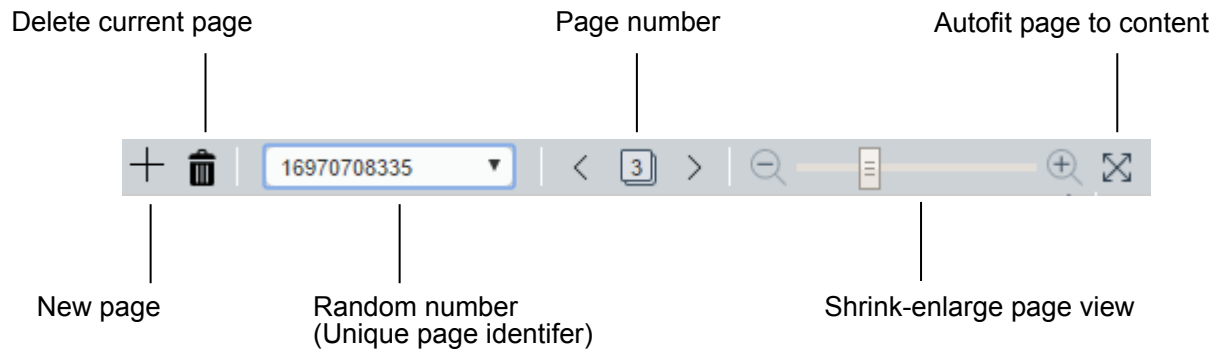 Delete current page
Page number
Autofit page to content
16970708335
3
New page
Random number
(Unique page identifer)
Shrink-enlarge page view